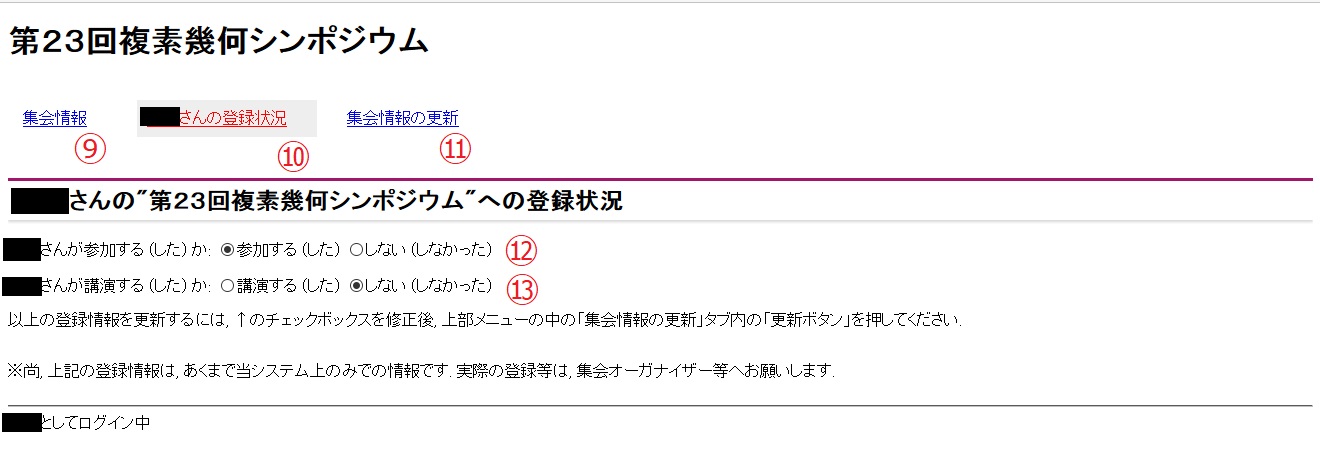 第23回複素幾何シンポジウム
集会情報 さんの登録状況 集会情報の更新
⑨ ⑩ ⑪
さんの"第23回複素幾何シンポジウム"への登録状況
さんが参加する(した)か: 参加する(した) しない(しなかった) ⑫
さんが講演する(した)か: 講演する(した) しない(しなかった) ⑬
以上の登録情報を更新するには, ↑のチェックボックスを修正後, 上部メニューの中の「集会情報の更新」タブ内の「更新ボタン」を押してください.
※尚, 上記の登録情報は, あくまで当システム上のみでの情報です. 実際の登録等は, 集会オーガナイザー等へお願いします.
としてログイン中